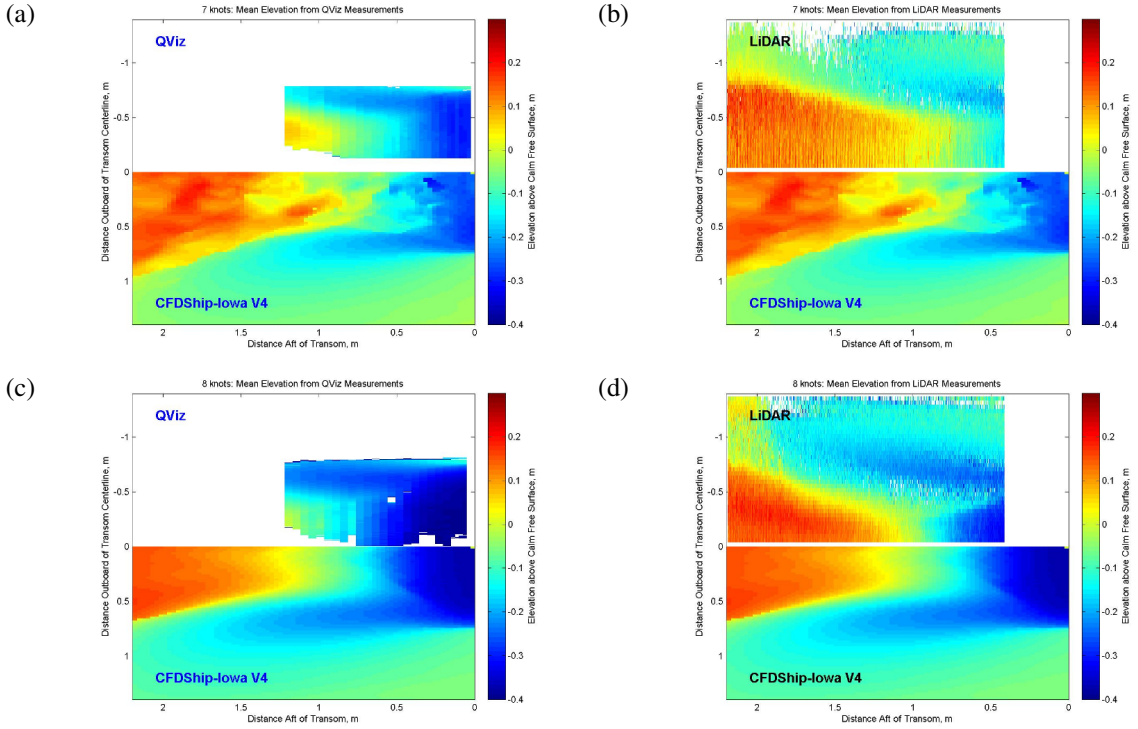 (a)
7 knots: Mean Elevation from QViz Measurements
QViz
CFDShip-Iowa V4
-1
-0.5
0
0.5
1
2
1.5
1
0.5
0
Distance Outboard of Transom Centerline, m
Distance Aft of Transom, m
0.2
0.1
0
-0.1
-0.2
-0.3
-0.4
Elevation above Calm Free Surface, m
(b)
7 knots: Mean Elevation from LiDAR Measurements
LiDAR
CFDShip-Iowa V4
-1
-0.5
0
0.5
1
2
1.5
1
0.5
0
Distance Outboard of Transom Centerline, m
Distance Aft of Transom, m
0.2
0.1
0
-0.1
-0.2
-0.3
-0.4
Elevation above Calm Free Surface, m
(c)
8 knots: Mean Elevation from QViz Measurements
QViz
CFDShip-Iowa V4
-1
-0.5
0
0.5
1
2
1.5
1
0.5
0
Distance Outboard of Transom Centerline, m
Distance Aft of Transom, m
0.2
0.1
0
-0.1
-0.2
-0.3
-0.4
Elevation above Calm Free Surface, m
(d)
8 knots: Mean Elevation from LiDAR Measurements
LiDAR
CFDShip-Iowa V4
-1
-0.5
0
0.5
1
2
1.5
1
0.5
0
Distance Outboard of Transom Centerline, m
Distance Aft of Transom, m
0.2
0.1
0
-0.1
-0.2
-0.3
-0.4
Elevation above Calm Free Surface, m